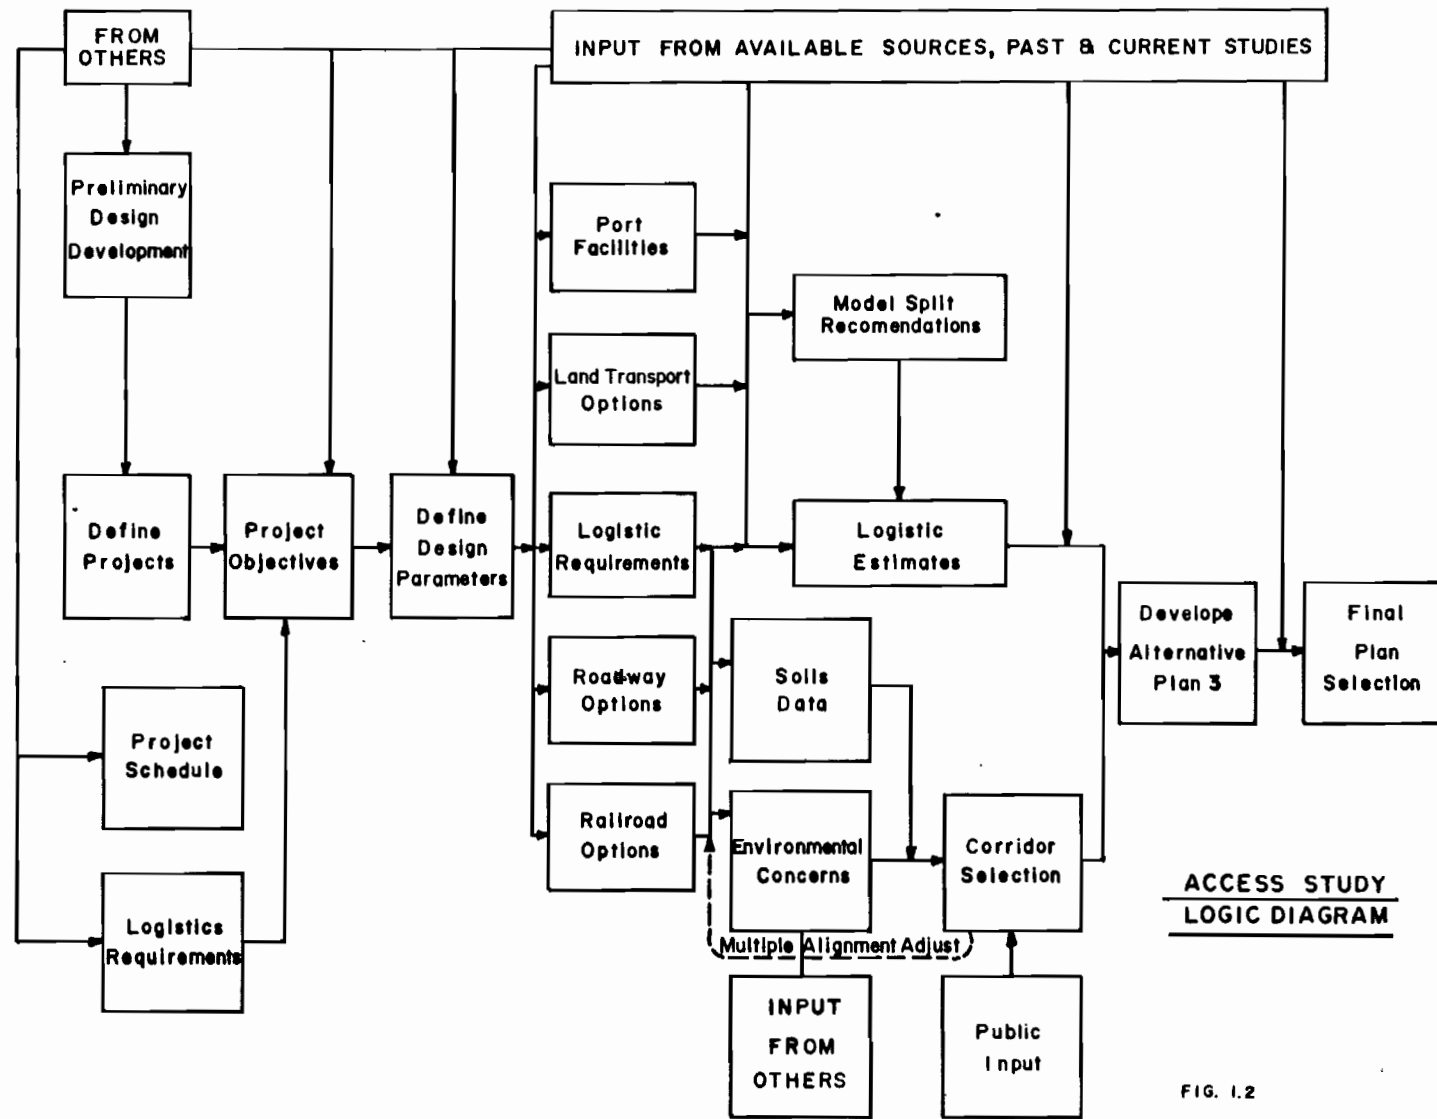 FROM
OTHERS
INPUT FROM AVAILABLE SOURCES, PAST & CURRENT STUDIES
Preliminary
Design
Development
Port
Facilities
Model Split
Recomendations
Land Transport
Options
Define
Projects
Project
Objectives
Define
Design
Parameters
Logistic
Requirements
Logistic
Estimates
Develope
Alternative
Plan 3
Final
Plan
Selection
Roadway
Options
Soils
Data
Project
Schedule
Railroad
Options
Environmental
Concerns
Corridor
Selection
Logistics
Requirements
Multiple Alignment Adjust
INPUT
FROM
OTHERS
Public
Input
ACCESS STUDY
LOGIC DIAGRAM
FIG. 1.2